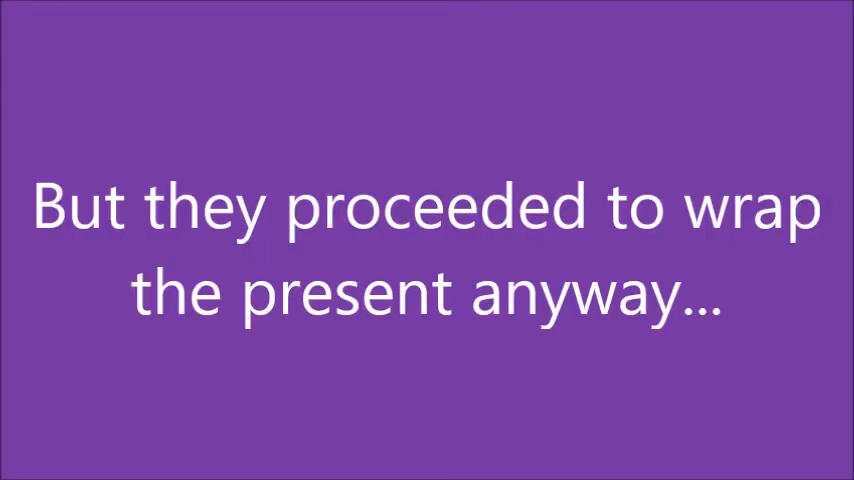 But they proceeded to wrap
the present anyway...